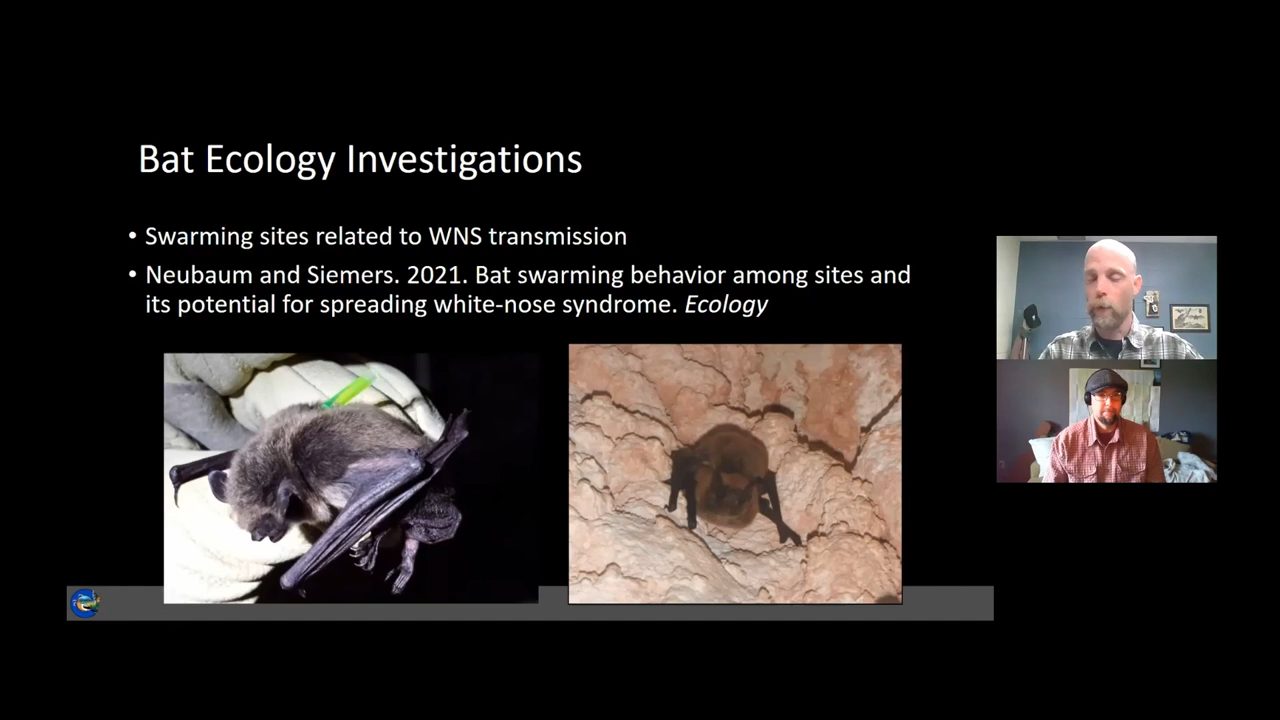 Bat Ecology Investigations
• Swarming sites related to WNS transmission
• Neubaum and Siemers. 2021. Bat swarming behavior among sites and
its potential for spreading white-nose syndrome. Ecology